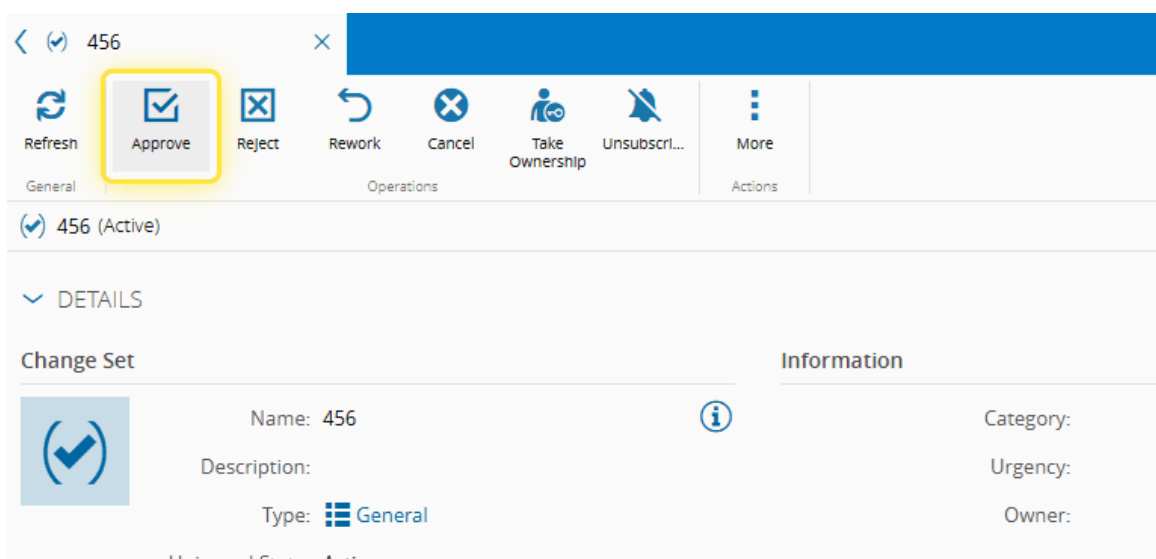 456
Refresh
Approve
Reject
Rework
Cancel
Take
Ownership
Unsubscri...
More
General
Operations
Actions
456 (Active)
DETAILS
Change Set
Information
Name: 456
Category:
Description:
Urgency:
Type: General
Owner: